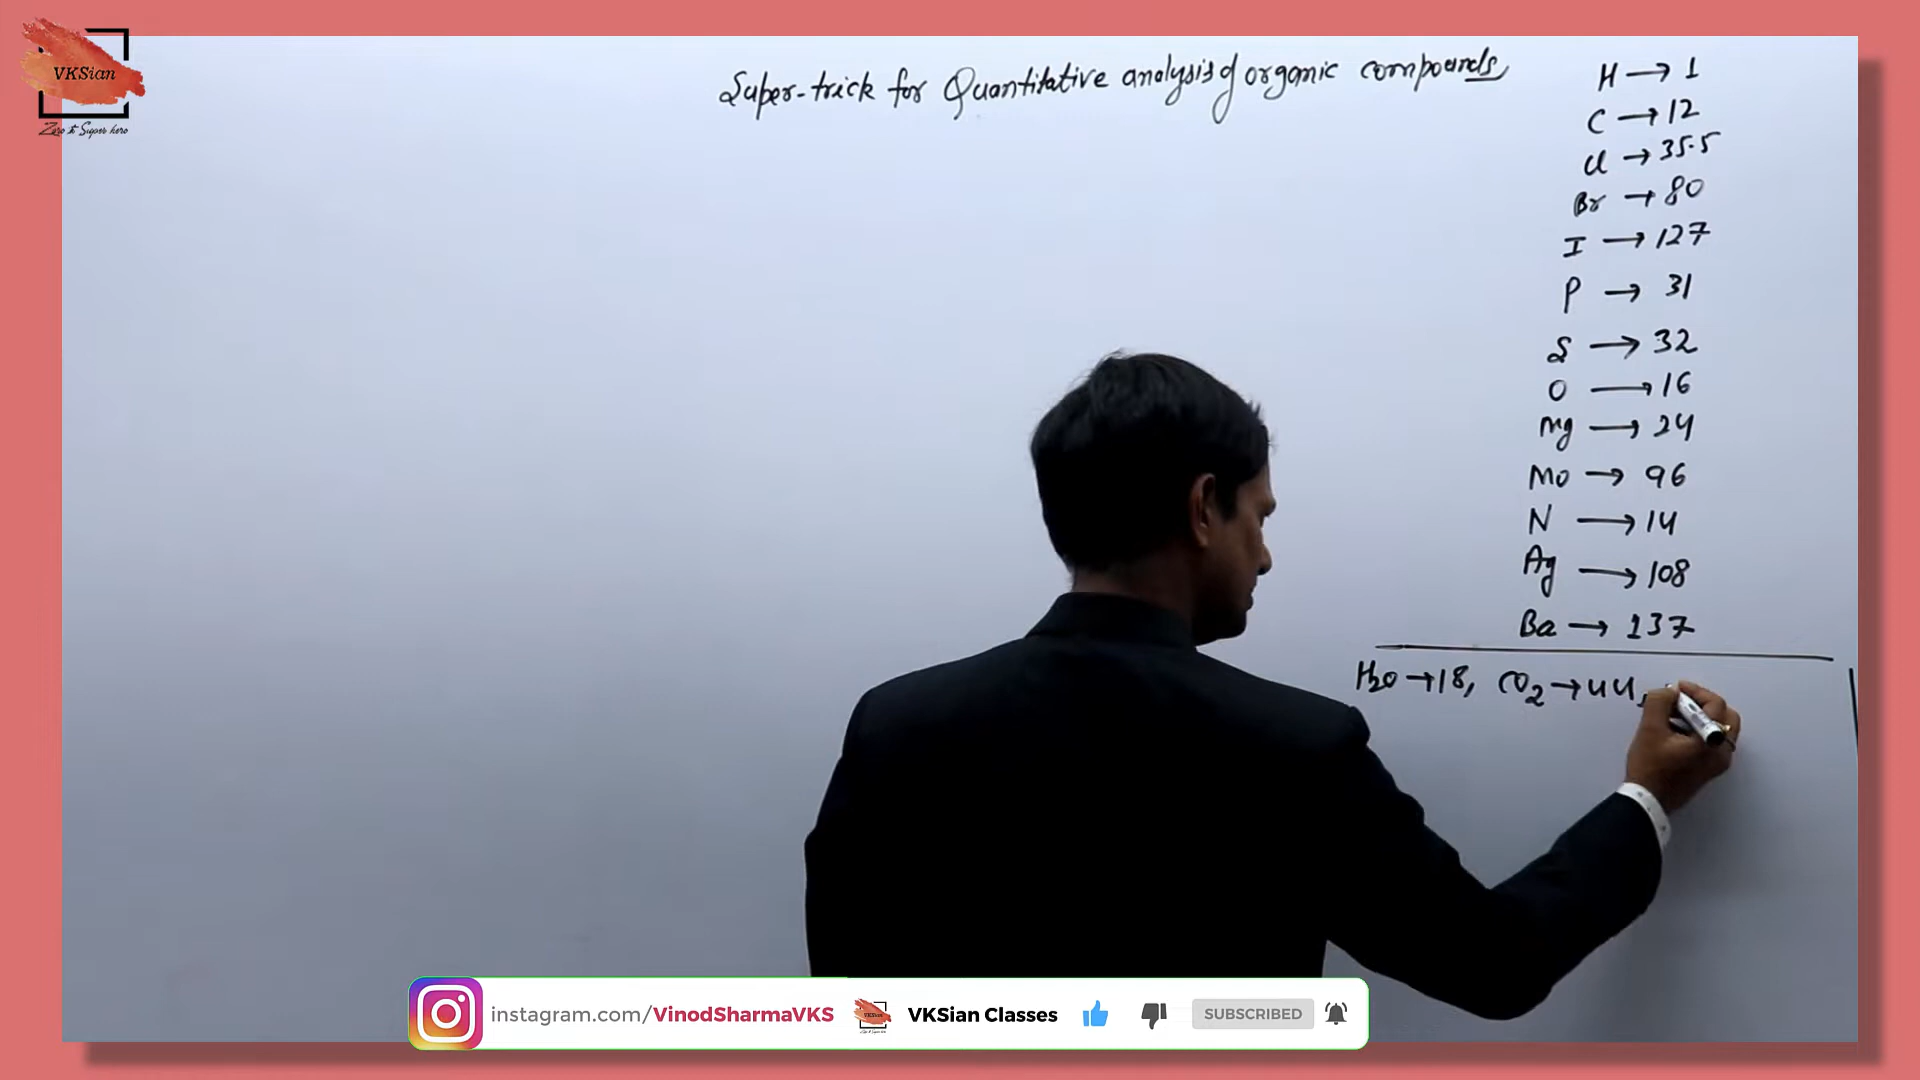 VKSian
Zero to Super hero
Super-trick for Quantitative analysis of organic compounds
H → 1
C → 12
Cl → 35.5
Br → 80
I → 127
P → 31
S → 32
O → 16
Mg → 24
Mo → 96
N → 14
Ag → 108
Ba → 137
H2O → 18, CO2 → 44,
instagram.com/VinodSharmaVKS VKSian Classes SUBSCRIBED